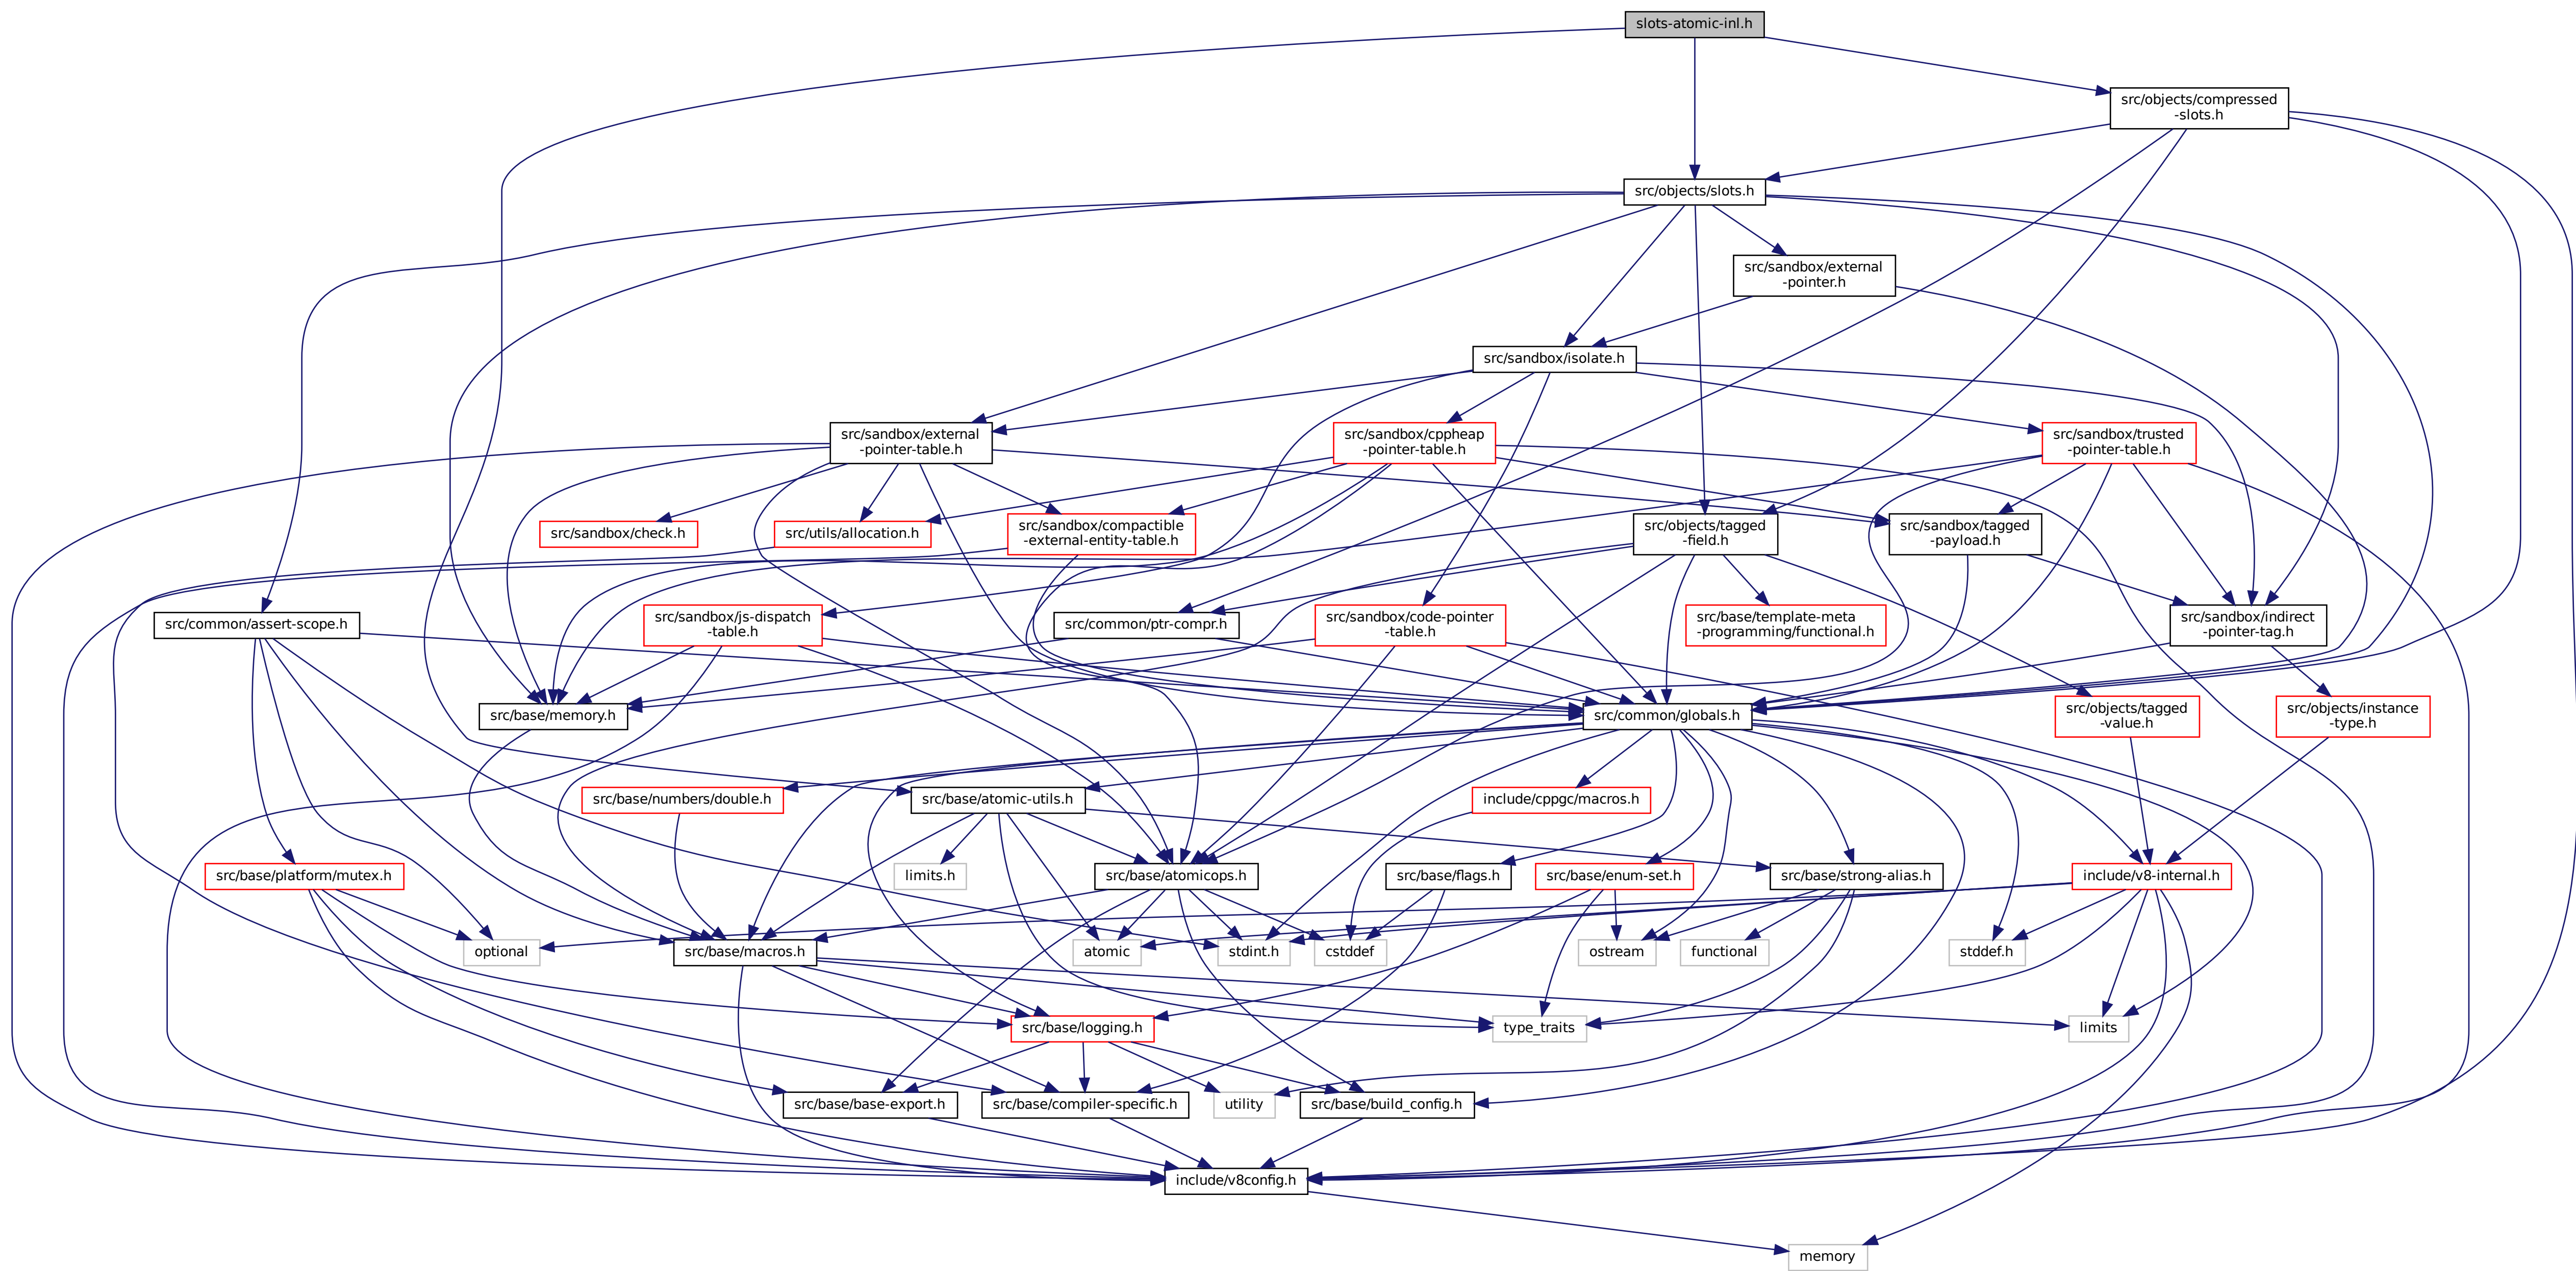 slots-atomic-inl.h
src/objects/compressed
-slots.h
src/objects/slots.h
src/sandbox/external
-pointer.h
src/sandbox/isolate.h
src/sandbox/external
-pointer-table.h
src/sandbox/cppheap
-pointer-table.h
src/sandbox/trusted
-pointer-table.h
src/sandbox/check.h
src/utils/allocation.h
src/sandbox/compactible
-external-entity-table.h
src/objects/tagged
-field.h
src/sandbox/tagged
-payload.h
src/common/assert-scope.h
src/sandbox/js-dispatch
-table.h
src/common/ptr-compr.h
src/sandbox/code-pointer
-table.h
src/base/template-meta
-programming/functional.h
src/sandbox/indirect
-pointer-tag.h
src/base/memory.h
src/common/globals.h
src/objects/tagged
-value.h
src/objects/instance
-type.h
src/base/numbers/double.h
src/base/atomic-utils.h
include/cppgc/macros.h
src/base/platform/mutex.h
limits.h
src/base/atomicops.h
src/base/flags.h
src/base/enum-set.h
src/base/strong-alias.h
include/v8-internal.h
optional
src/base/macros.h
atomic
stdint.h
cstddef
ostream
functional
stddef.h
src/base/logging.h
type_traits
limits
src/base/base-export.h
src/base/compiler-specific.h
utility
src/base/build_config.h
include/v8config.h
memory